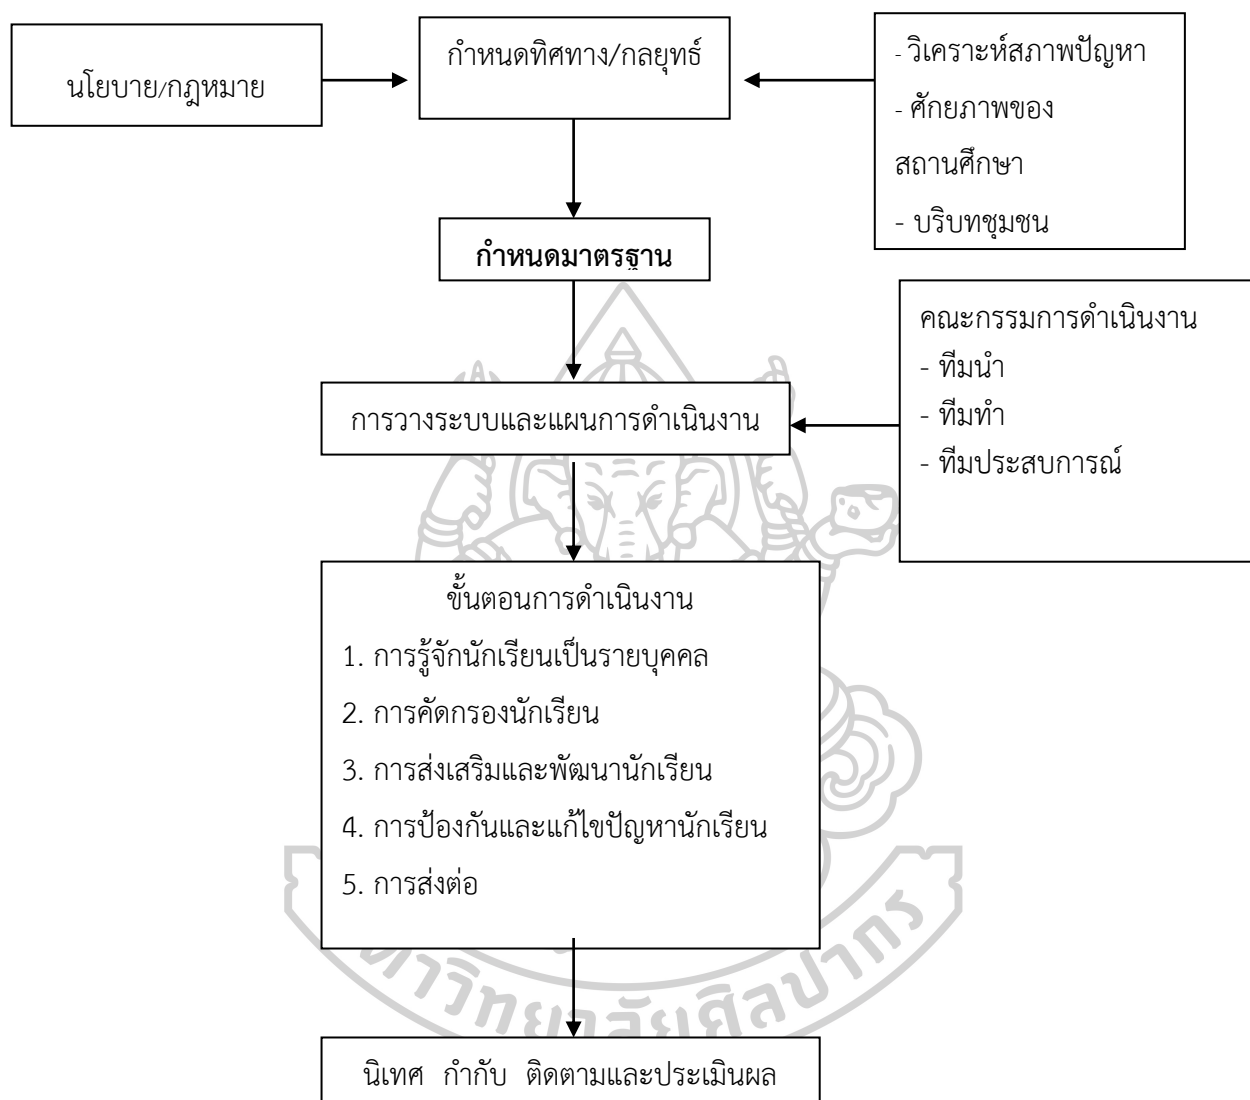 นโยบาย/กฎหมาย
กำหนดทิศทาง/กลยุทธ์
- วิเคราะห์สภาพปัญหา
- ศักยภาพของ
สถานศึกษา
- บริบทชุมชน
กำหนดมาตรฐาน
คณะกรรมการดำเนินงาน
- ทีมนำ
- ทีมทำ
- ทีมประสบการณ์
การวางระบบและแผนการดำเนินงาน
ขั้นตอนการดำเนินงาน
1. การรู้จักนักเรียนเป็นรายบุคคล
2. การคัดกรองนักเรียน
3. การส่งเสริมและพัฒนานักเรียน
4. การป้องกันและแก้ไขปัญหานักเรียน
5. การส่งต่อ
นิเทศ กำกับ ติดตามและประเมินผล